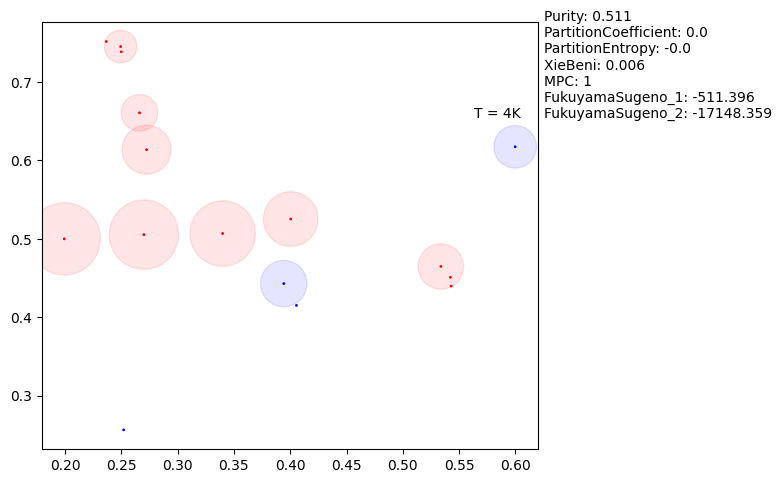 Purity: 0.511
PartitionCoefficient: 0.0
PartitionEntropy: -0.0
XieBeni: 0.006
MPC: 1
FukuyamaSugeno_1: -511.396
FukuyamaSugeno_2: -17148.359
T = 4K
0.7
0.6
0.5
0.4
0.3
0.20 0.25 0.30 0.35 0.40 0.45 0.50 0.55 0.60